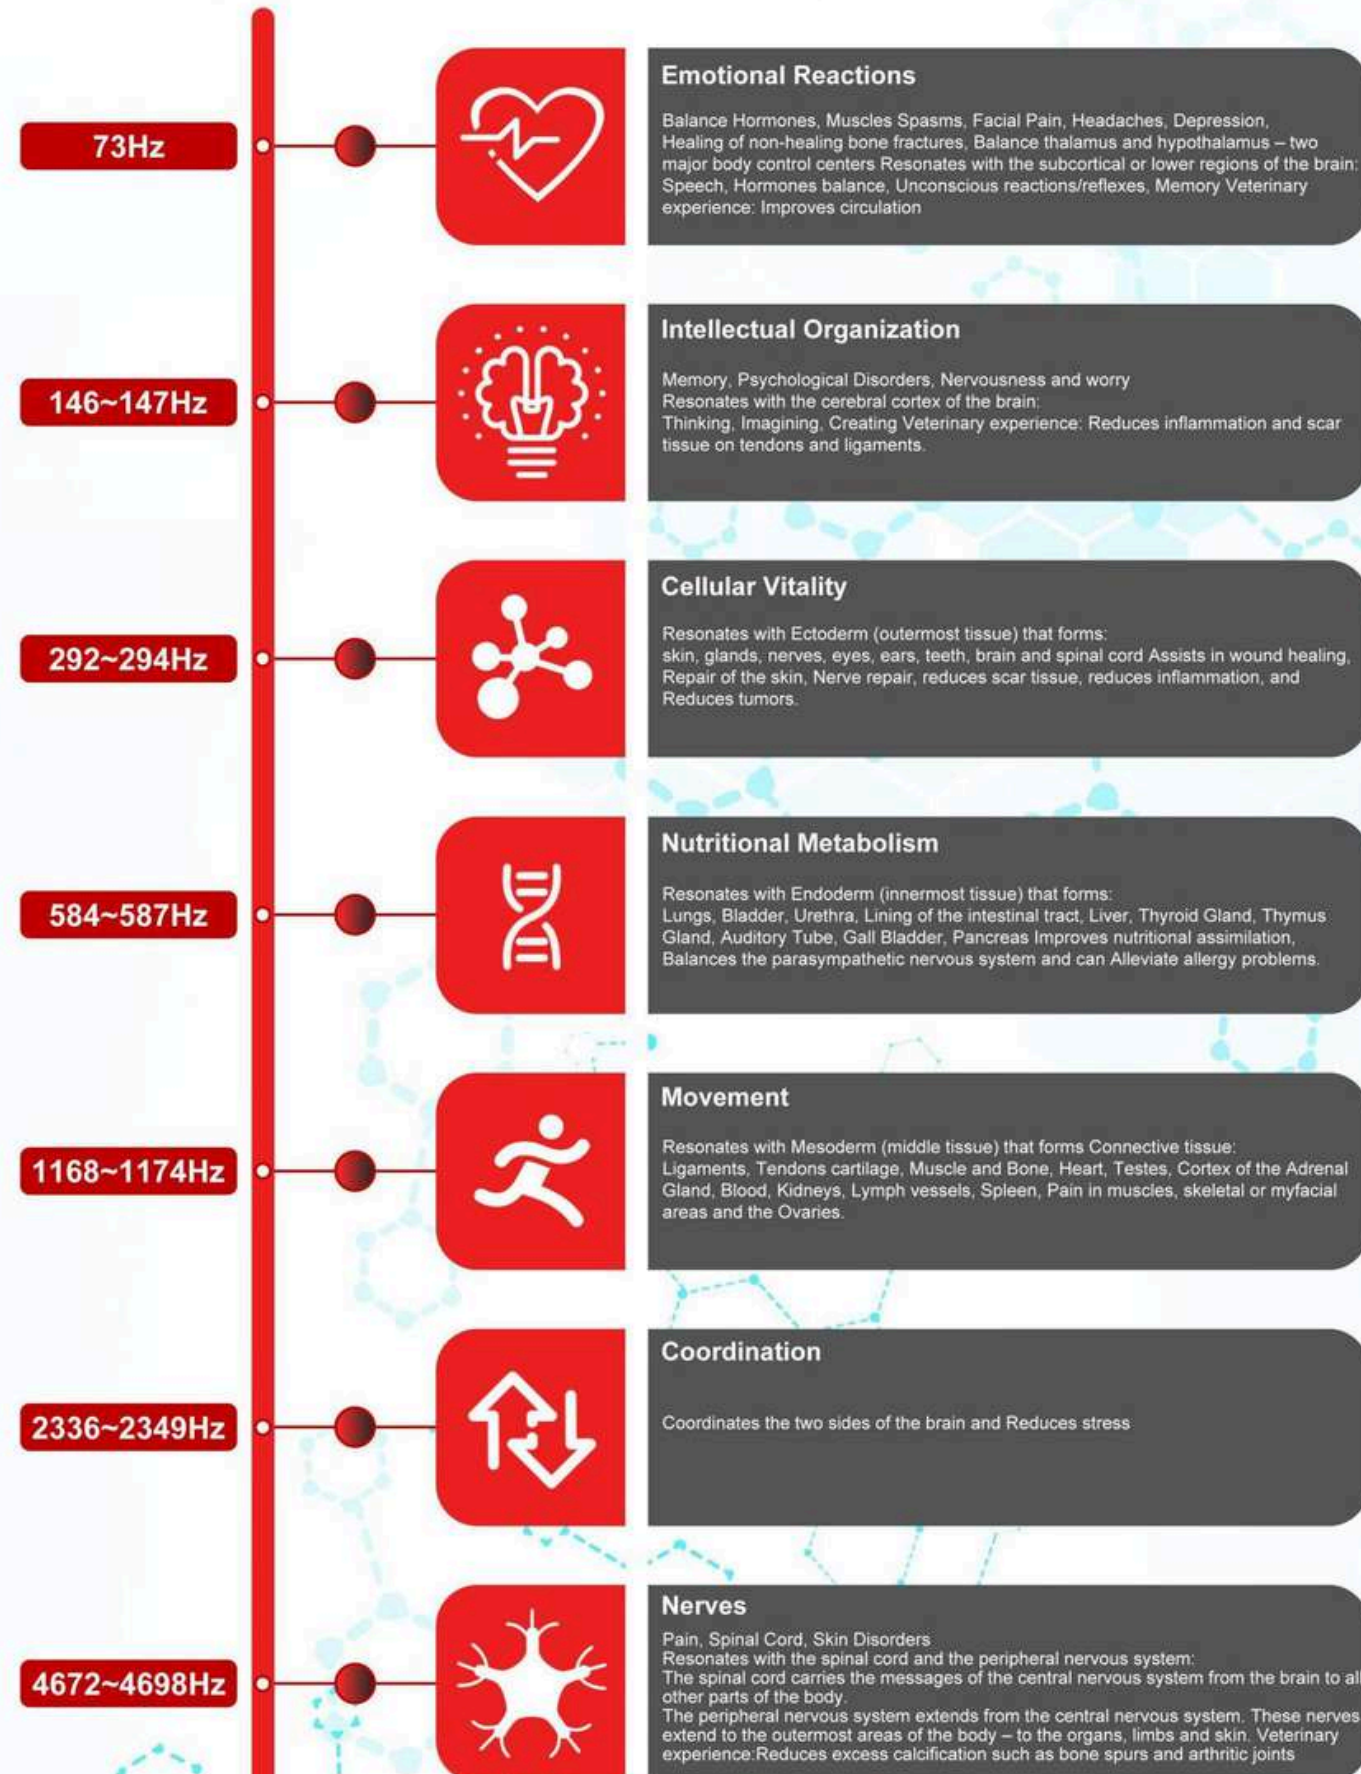 73Hz
Emotional Reactions
Balance Hormones, Muscles Spasms, Facial Pain, Headaches, Depression,
Healing of non-healing bone fractures, Balance thalamus and hypothalamus – two
major body control centers Resonates with the subcortical or lower regions of the brain:
Speech, Hormones balance, Unconscious reactions/reflexes, Memory Veterinary
experience: Improves circulation
146~147Hz
Intellectual Organization
Memory, Psychological Disorders, Nervousness and worry
Resonates with the cerebral cortex of the brain:
Thinking, Imagining, Creating Veterinary experience: Reduces inflammation and scar
tissue on tendons and ligaments.
292~294Hz
Cellular Vitality
Resonates with Ectoderm (outermost tissue) that forms:
skin, glands, nerves, eyes, ears, teeth, brain and spinal cord Assists in wound healing,
Repair of the skin, Nerve repair, reduces scar tissue, reduces inflammation, and
Reduces tumors.
584~587Hz
Nutritional Metabolism
Resonates with Endoderm (innermost tissue) that forms:
Lungs, Bladder, Urethra, Lining of the intestinal tract, Liver, Thyroid Gland, Thymus
Gland, Auditory Tube, Gall Bladder, Pancreas Improves nutritional assimilation,
Balances the parasympathetic nervous system and can Alleviate allergy problems.
1168~1174Hz
Movement
Resonates with Mesoderm (middle tissue) that forms Connective tissue:
Ligaments, Tendons cartilage, Muscle and Bone, Heart, Testes, Cortex of the Adrenal
Gland, Blood, Kidneys, Lymph vessels, Spleen, Pain in muscles, skeletal or myfacial
areas and the Ovaries.
2336~2349Hz
Coordination
Coordinates the two sides of the brain and Reduces stress
4672~4698Hz
Nerves
Pain, Spinal Cord, Skin Disorders
Resonates with the spinal cord and the peripheral nervous system:
The spinal cord carries the messages of the central nervous system from the brain to all
other parts of the body.
The peripheral nervous system extends from the central nervous system. These nerves
extend to the outermost areas of the body – to the organs, limbs and skin. Veterinary
experience:Reduces excess calcification such as bone spurs and arthritic joints